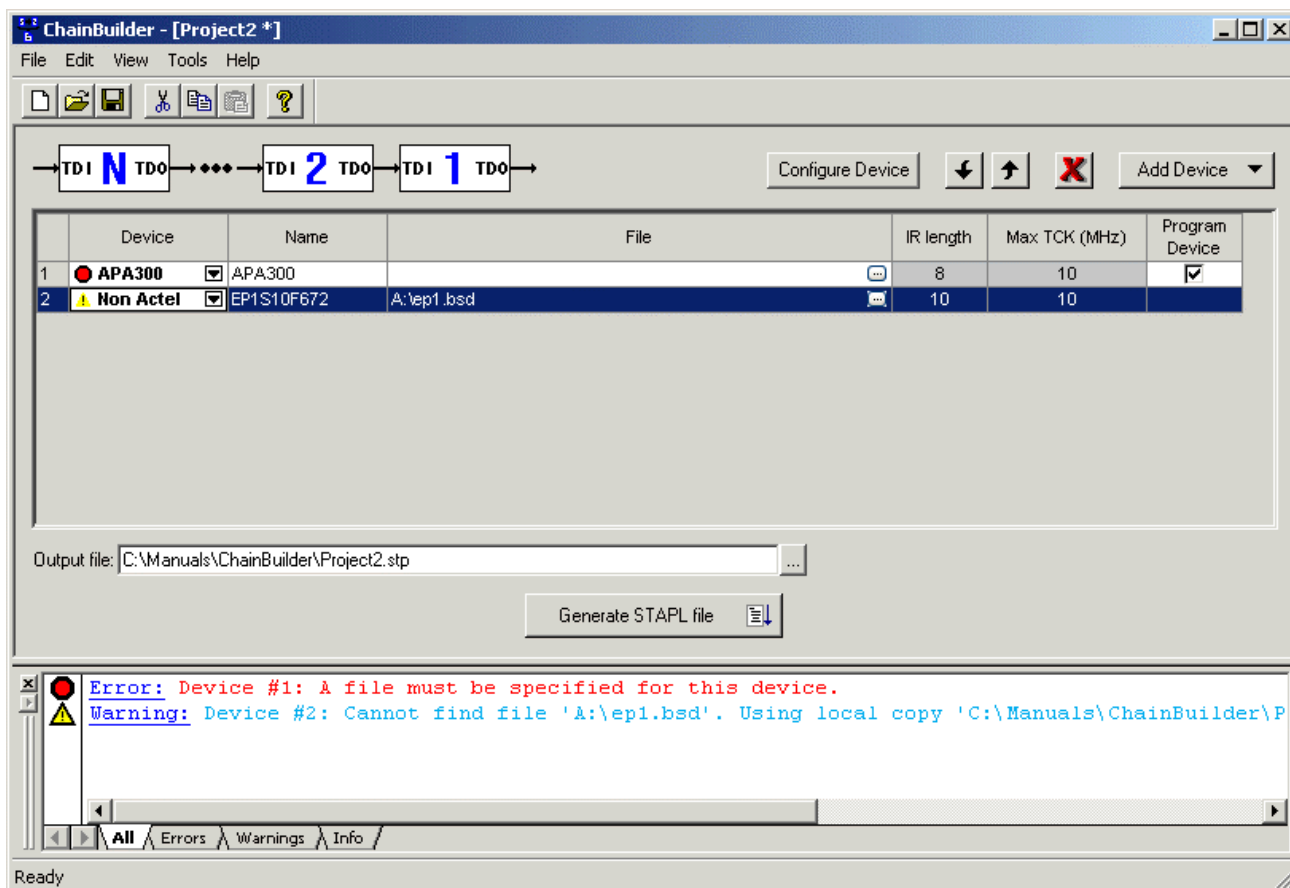 ChainBuilder - [Project2 *]
File Edit View Tools Help
TDI N TDO TDI 2 TDO TDI 1 TDO
Configure Device
Add Device
Device Name File IR length Max TCK (MHz) Program Device
1 APA300 APA300 ... 8 10
2 Non Actel EP1S10F672 A:\ep1.bsd ... 10 10
Output file: C:\Manuals\ChainBuilder\Project2.stp ...
Generate STAPL file
Error: Device #1: A file must be specified for this device.
Warning: Device #2: Cannot find file 'A:\ep1.bsd'. Using local copy 'C:\Manuals\ChainBuilder\P
All Errors Warnings Info
Ready